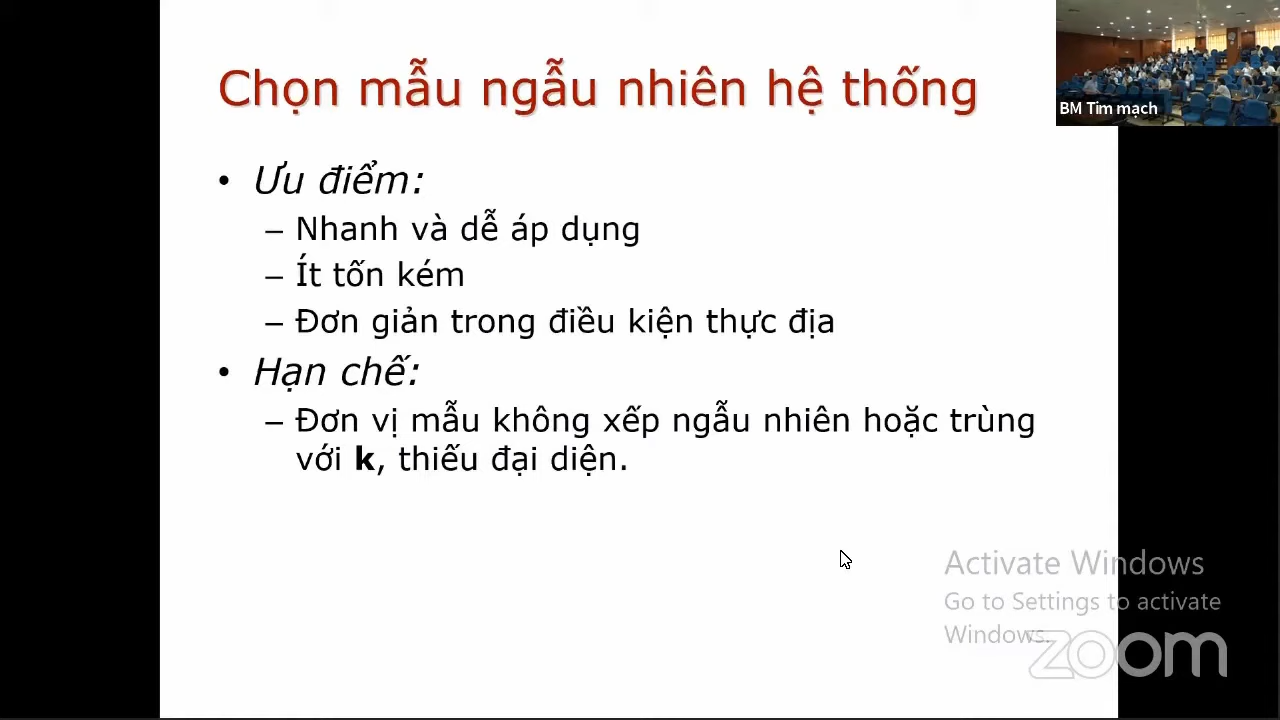 Chọn mẫu ngẫu nhiên hệ thống
BM Tim mạch
• Ưu điểm:
– Nhanh và dễ áp dụng
– Ít tốn kém
– Đơn giản trong điều kiện thực địa
• Hạn chế:
– Đơn vị mẫu không xếp ngẫu nhiên hoặc trùng
với k, thiếu đại diện.
Activate Windows
Go to Settings to activate
Windows.
zoom